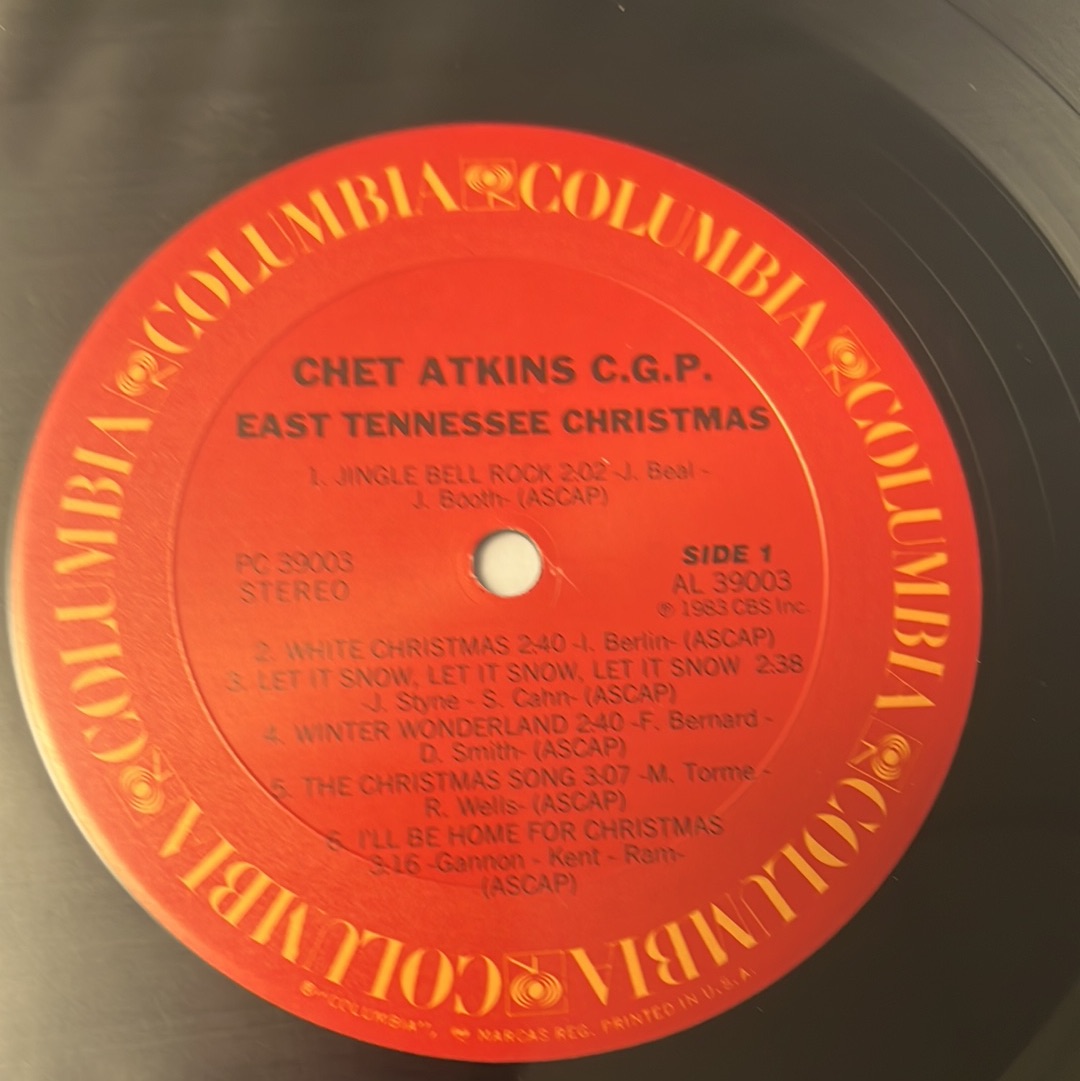 COLUMBIA COLUMBIA COLUMBIA COLUMBIA COLUMBIA COLUMBIA COLUMBIA COLUMBIA
CHET ATKINS C.G.P.
EAST TENNESSEE CHRISTMAS
1. JINGLE BELL ROCK 2:02 -J. Beal -
J. Booth- (ASCAP)
PC 39003
STEREO
SIDE 1
AL 39003
℗ 1983 CBS Inc.
2. WHITE CHRISTMAS 2:40 -I. Berlin- (ASCAP)
3. LET IT SNOW, LET IT SNOW, LET IT SNOW 2:38
-J. Styne - S. Cahn- (ASCAP)
4. WINTER WONDERLAND 2:40 -F. Bernard -
D. Smith- (ASCAP)
5. THE CHRISTMAS SONG 3:07 -M. Torme -
R. Wells- (ASCAP)
6. I'LL BE HOME FOR CHRISTMAS
3:16 -Gannon - Kent - Ram-
(ASCAP)
"COLUMBIA", MARCAS REG. PRINTED IN U.S.A.